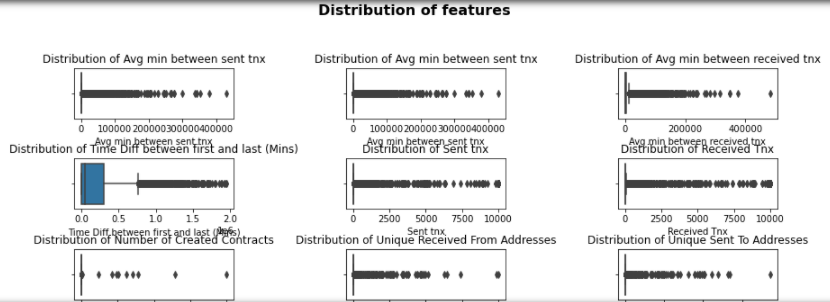 Distribution of features
Distribution of Avg min between sent tnx
Distribution of Avg min between sent tnx
Distribution of Avg min between received tnx
0 100000 200000 300000 400000
0 100000 200000 300000 400000
0 200000 400000
Avg min between sent tnx
Avg min between sent tnx
Avg min between received tnx
Distribution of Time Diff between first and last (Mins)
Distribution of Sent tnx
Distribution of Received Tnx
0.0 0.5 1.0 1.5 2.0
0 2500 5000 7500 10000
0 2500 5000 7500 10000
Time Diff between first and last (Mins)
1e6
Sent tnx
Received Tnx
Distribution of Number of Created Contracts
Distribution of Unique Received From Addresses
Distribution of Unique Sent To Addresses